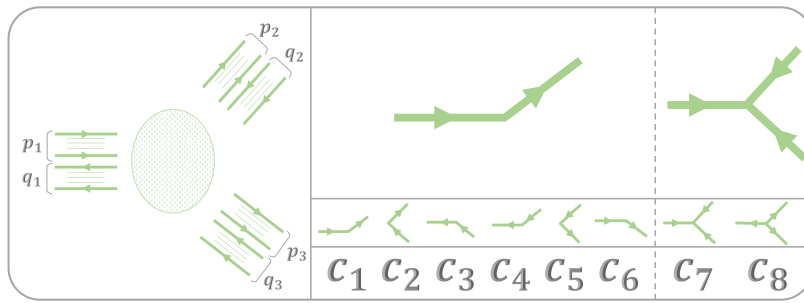 p₂
q₂
p₁
q₁
p₃
q₃
C₁ C₂ C₃ C₄ C₅ C₆ C₇ C₈